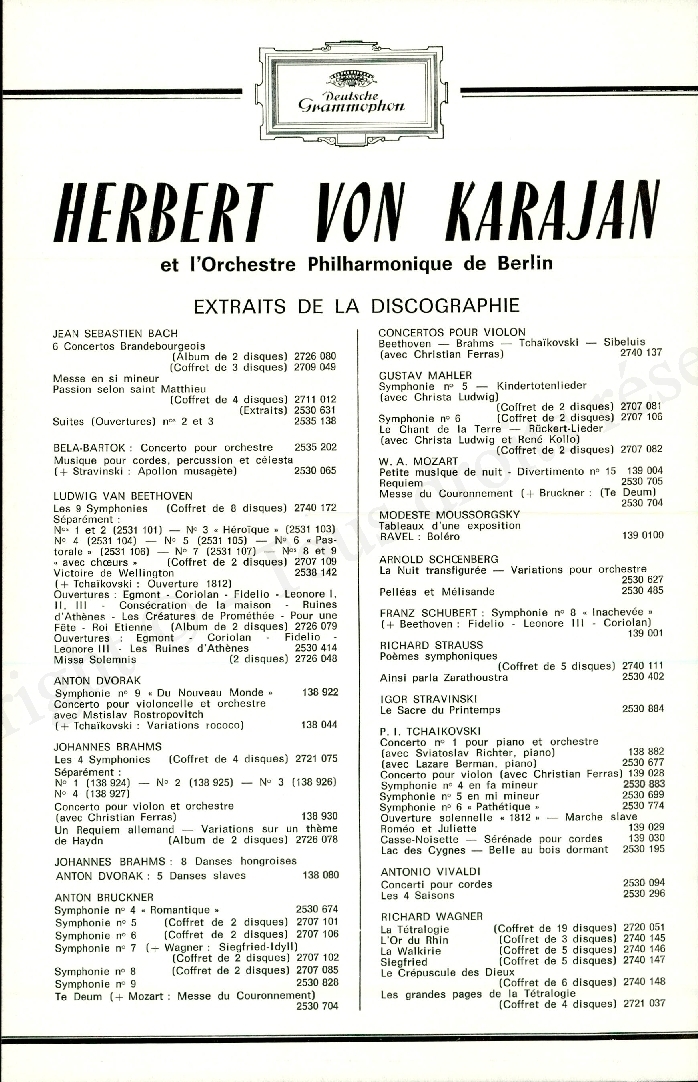 Deutsche
Grammophon
HERBERT VON KARAJAN
et l'Orchestre Philharmonique de Berlin
EXTRAITS DE LA DISCOGRAPHIE
JEAN SEBASTIEN BACH
6 Concertos Brandebourgeois
(Album de 2 disques) 2726 080
(Coffret de 3 disques) 2709 049
Messe en si mineur
Passion selon saint Matthieu
(Coffret de 4 disques) 2711 012
(Extraits) 2530 631
Suites (Ouvertures) nos 2 et 3 2535 138
BELA-BARTOK : Concerto pour orchestre 2535 202
Musique pour cordes, percussion et célesta
(+ Stravinski : Apollon musagète) 2530 065
LUDWIG VAN BEETHOVEN
Les 9 Symphonies (Coffret de 8 disques) 2740 172
Séparément :
Nos 1 et 2 (2531 101) — No 3 « Héroïque » (2531 103)
No 4 (2531 104) — No 5 (2531 105) — No 6 « Pas-
torale » (2531 106) — No 7 (2531 107) — Nos 8 et 9
« avec chœurs » (Coffret de 2 disques) 2707 109
Victoire de Wellington 2538 142
(+ Tchaïkovski : Ouverture 1812)
Ouvertures : Egmont - Coriolan - Fidelio - Leonore I,
II, III - Consécration de la maison - Ruines
d'Athènes - Les Créatures de Prométhée - Pour une
Fête - Roi Etienne (Album de 2 disques) 2726 079
Ouvertures : Egmont - Coriolan - Fidelio -
Leonore III - Les Ruines d'Athènes 2530 414
Missa Solemnis (2 disques) 2726 048
ANTON DVORAK
Symphonie no 9 « Du Nouveau Monde » 138 922
Concerto pour violoncelle et orchestre
avec Mstislav Rostropovitch
(+ Tchaïkovski : Variations rococo) 138 044
JOHANNES BRAHMS
Les 4 Symphonies (Coffret de 4 disques) 2721 075
Séparément :
No 1 (138 924) — No 2 (138 925) — No 3 (138 926)
No 4 (138 927)
Concerto pour violon et orchestre
(avec Christian Ferras) 138 930
Un Requiem allemand — Variations sur un thème
de Haydn (Album de 2 disques) 2726 078
JOHANNES BRAHMS : 8 Danses hongroises
ANTON DVORAK : 5 Danses slaves 138 080
ANTON BRUCKNER
Symphonie no 4 « Romantique » 2530 674
Symphonie no 5 (Coffret de 2 disques) 2707 101
Symphonie no 6 (Coffret de 2 disques) 2707 106
Symphonie no 7 (+ Wagner : Siegfried-Idyll)
(Coffret de 2 disques) 2707 102
Symphonie no 8 (Coffret de 2 disques) 2707 085
Symphonie no 9 2530 828
Te Deum (+ Mozart : Messe du Couronnement)
2530 704
CONCERTOS POUR VIOLON
Beethoven — Brahms — Tchaïkovski — Sibeluis
(avec Christian Ferras) 2740 137
GUSTAV MAHLER
Symphonie no 5 — Kindertotenlieder
(avec Christa Ludwig)
(Coffret de 2 disques) 2707 081
Symphonie no 6 (Coffret de 2 disques) 2707 106
Le Chant de la Terre — Rückert-Lieder
(avec Christa Ludwig et René Kollo)
(Coffret de 2 disques) 2707 082
W. A. MOZART
Petite musique de nuit - Divertimento no 15 139 004
Requiem 2530 705
Messe du Couronnement (+ Bruckner : (Te Deum)
2530 704
MODESTE MOUSSORGSKY
Tableaux d'une exposition
RAVEL : Boléro 139 0100
ARNOLD SCHŒNBERG
La Nuit transfigurée — Variations pour orchestre
2530 627
Pelléas et Mélisande 2530 485
FRANZ SCHUBERT : Symphonie no 8 « Inachevée »
(+ Beethoven : Fidelio - Leonore III - Coriolan)
139 001
RICHARD STRAUSS
Poèmes symphoniques
(Coffret de 5 disques) 2740 111
Ainsi parla Zarathoustra 2530 402
IGOR STRAVINSKI
Le Sacre du Printemps 2530 884
P. I. TCHAIKOVSKI
Concerto no 1 pour piano et orchestre
(avec Sviatoslav Richter, piano) 138 882
(avec Lazare Berman, piano) 2530 677
Concerto pour violon (avec Christian Ferras) 139 028
Symphonie no 4 en fa mineur 2530 883
Symphonie no 5 en mi mineur 2530 699
Symphonie no 6 « Pathétique » 2530 774
Ouverture solennelle « 1812 » — Marche slave
Roméo et Juliette 139 029
Casse-Noisette — Sérénade pour cordes 139 030
Lac des Cygnes — Belle au bois dormant 2530 195
ANTONIO VIVALDI
Concerti pour cordes 2530 094
Les 4 Saisons 2530 296
RICHARD WAGNER
La Tétralogie (Coffret de 19 disques) 2720 051
L'Or du Rhin (Coffret de 3 disques) 2740 145
La Walkirie (Coffret de 5 disques) 2740 146
Siegfried (Coffret de 5 disques) 2740 147
Le Crépuscule des Dieux
(Coffret de 6 disques) 2740 148
Les grandes pages de la Tétralogie
(Coffret de 4 disques) 2721 037